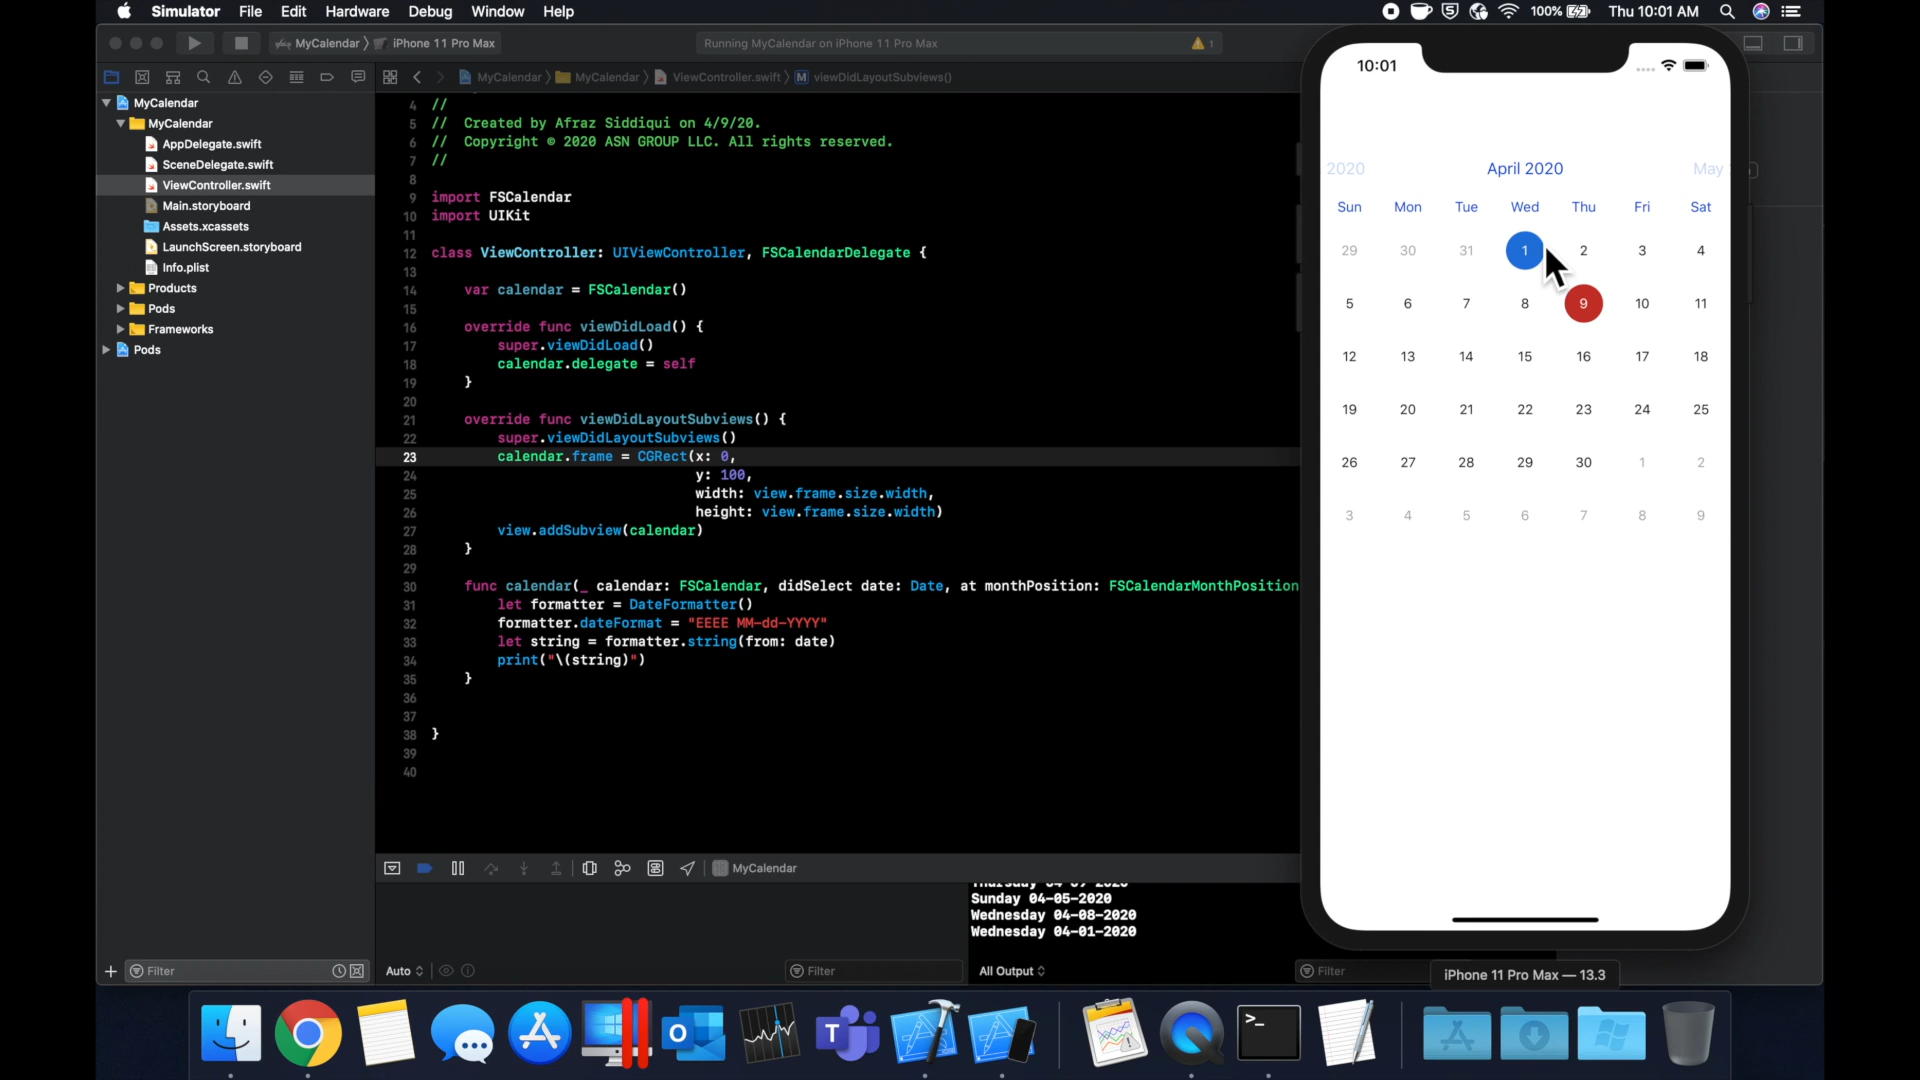 Simulator File Edit Hardware Debug Window Help
100% Thu 10:01 AM
MyCalendar iPhone 11 Pro Max
Running MyCalendar on iPhone 11 Pro Max
1
MyCalendar MyCalendar ViewController.swift M viewDidLayoutSubviews()
MyCalendar
MyCalendar
AppDelegate.swift
SceneDelegate.swift
ViewController.swift
Main.storyboard
Assets.xcassets
LaunchScreen.storyboard
Info.plist
Products
Pods
Frameworks
Pods
Filter
4 //
5 // Created by Afraz Siddiqui on 4/9/20.
6 // Copyright © 2020 ASN GROUP LLC. All rights reserved.
7 //
8
9 import FSCalendar
10 import UIKit
11
12 class ViewController: UIViewController, FSCalendarDelegate {
13
14 var calendar = FSCalendar()
15
16 override func viewDidLoad() {
17 super.viewDidLoad()
18 calendar.delegate = self
19 }
20
21 override func viewDidLayoutSubviews() {
22 super.viewDidLayoutSubviews()
23 calendar.frame = CGRect(x: 0,
24 y: 100,
25 width: view.frame.size.width,
26 height: view.frame.size.width)
27 view.addSubview(calendar)
28 }
29
30 func calendar(_ calendar: FSCalendar, didSelect date: Date, at monthPosition: FSCalendarMonthPosition
31 let formatter = DateFormatter()
32 formatter.dateFormat = "EEEE MM-dd-YYYY"
33 let string = formatter.string(from: date)
34 print("\(string)")
35 }
36
37
38 }
39
40
MyCalendar
Thursday 04-09-2020
Sunday 04-05-2020
Wednesday 04-08-2020
Wednesday 04-01-2020
Auto Filter All Output Filter
10:01
2020 April 2020 May
Sun Mon Tue Wed Thu Fri Sat
29 30 31 1 2 3 4
5 6 7 8 9 10 11
12 13 14 15 16 17 18
19 20 21 22 23 24 25
26 27 28 29 30 1 2
3 4 5 6 7 8 9
iPhone 11 Pro Max — 13.3